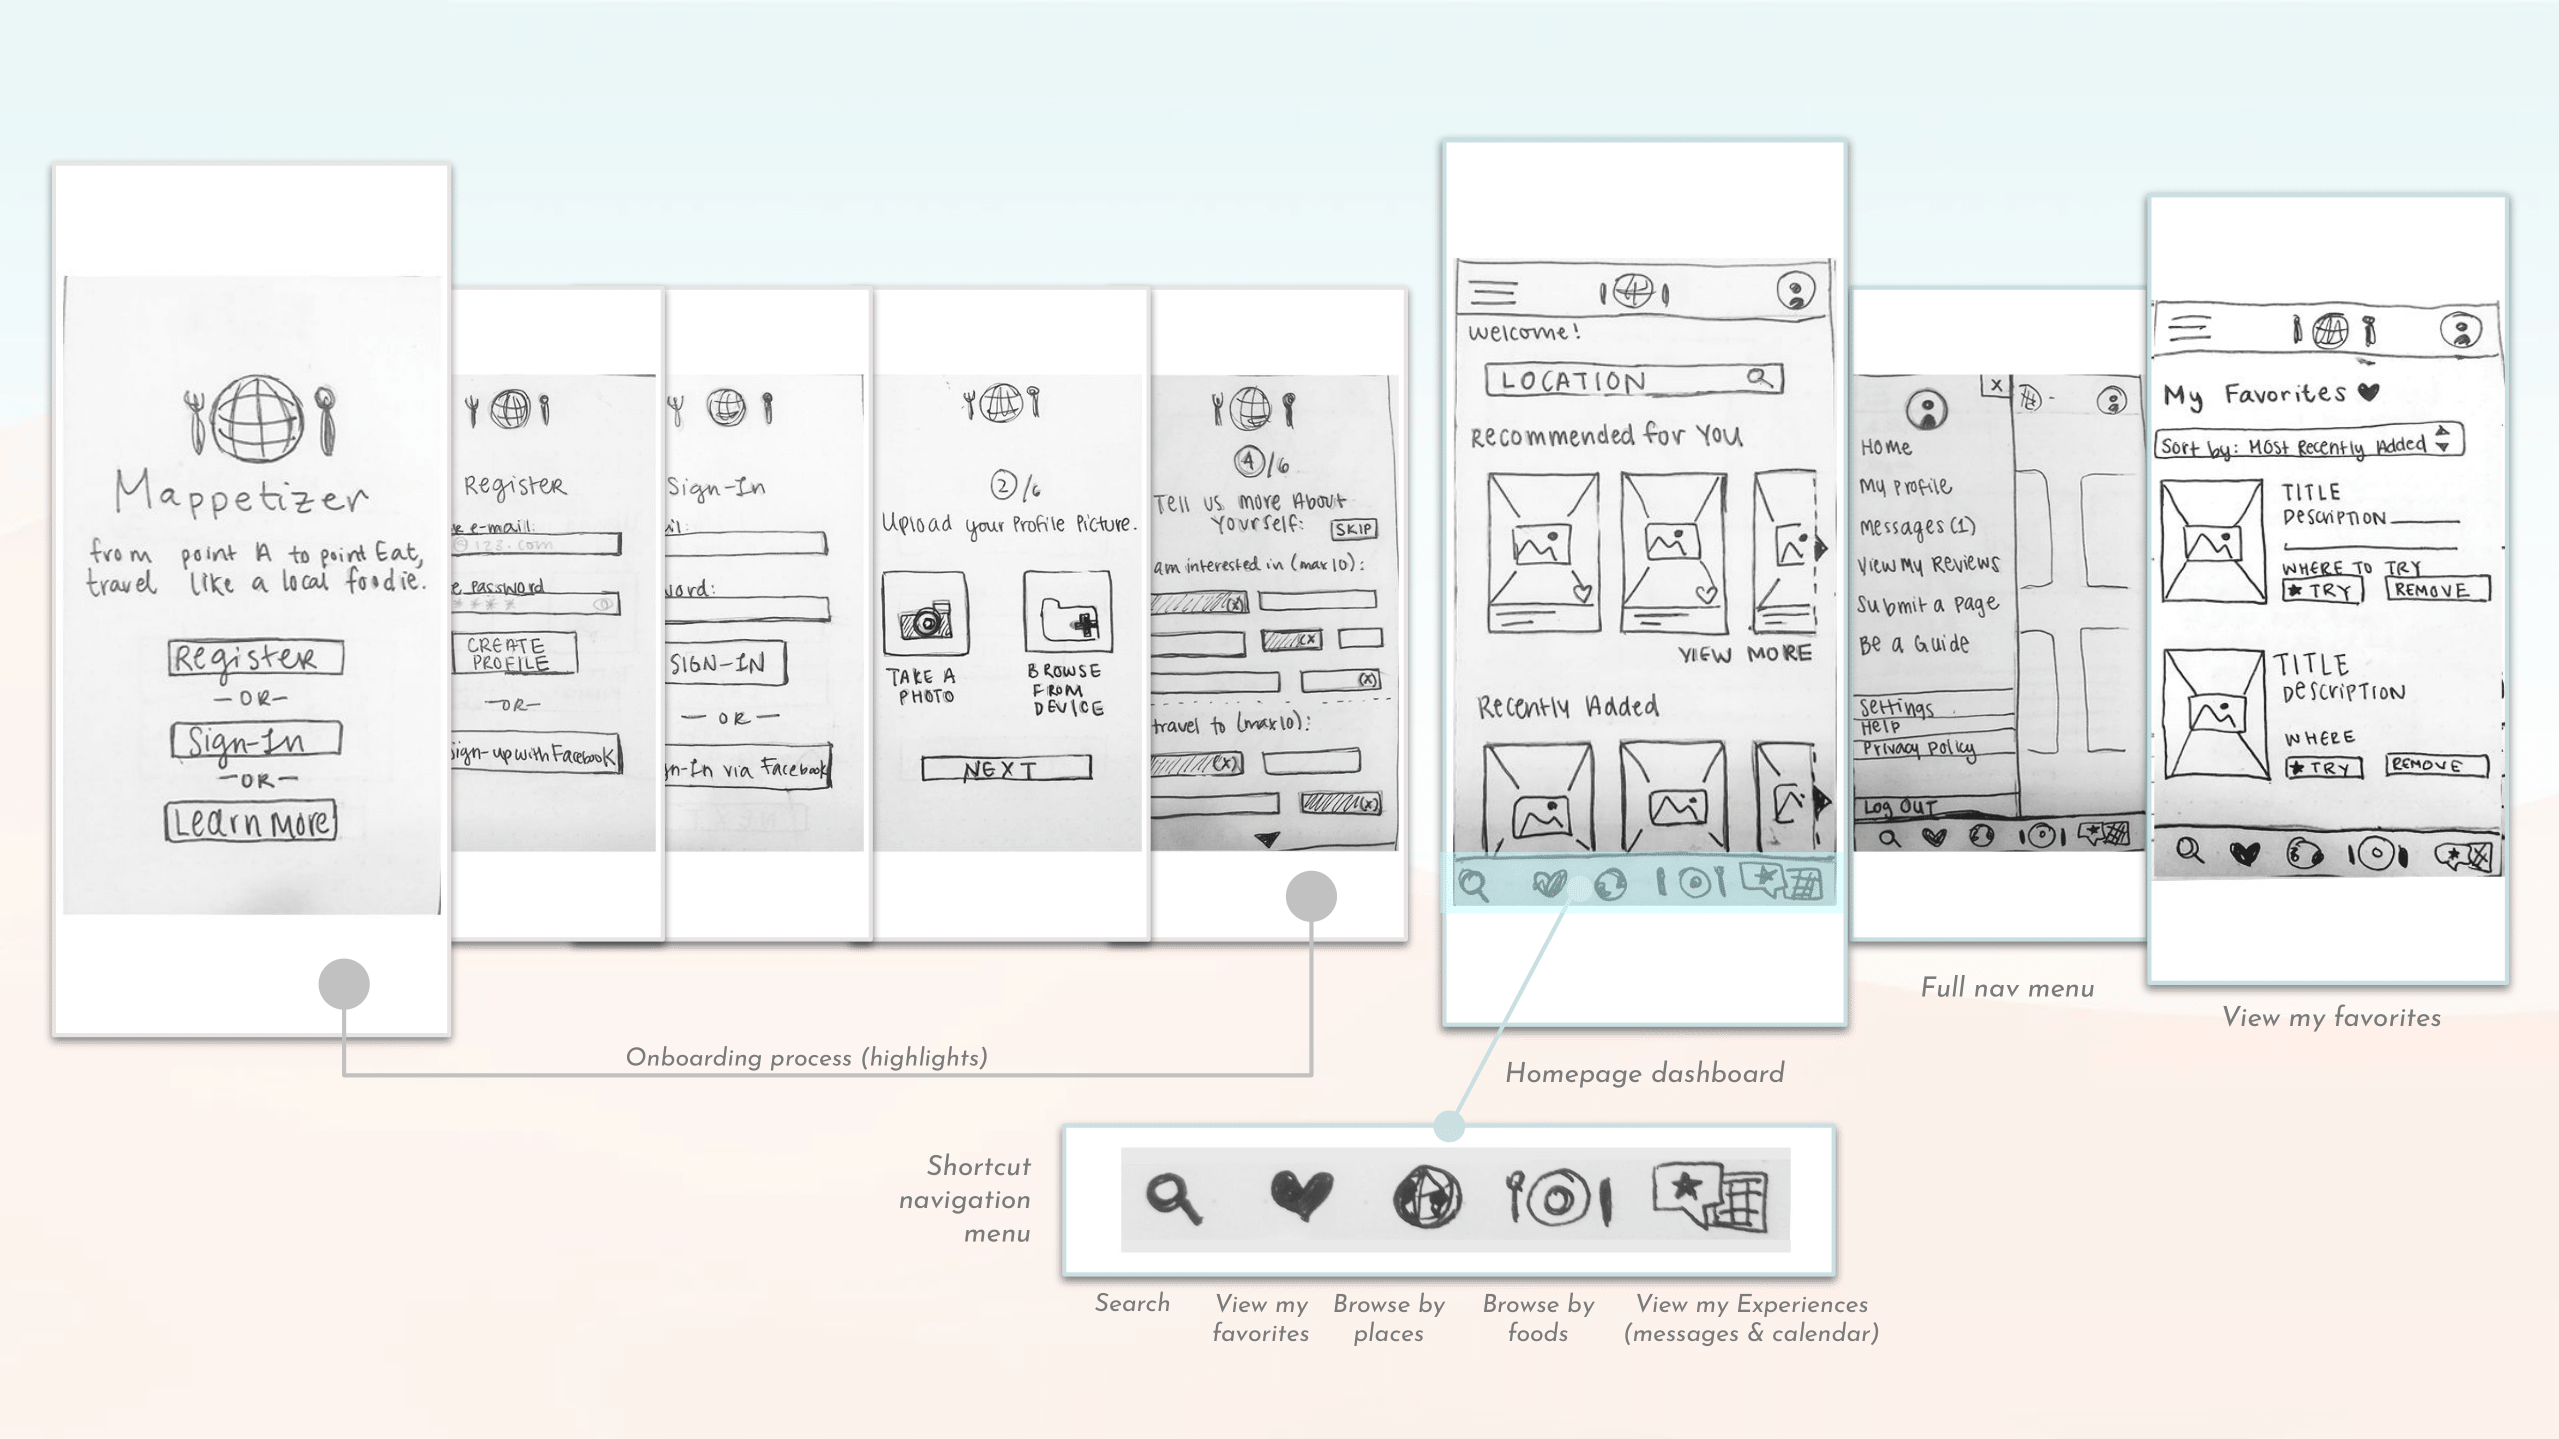 Mappetizer
from point A to point Eat,
travel like a local foodie.
Register
-OR-
Sign-In
-OR-
Learn More
Register
e-mail:
@123.com
Password
****
CREATE
PROFILE
-OR-
Sign-up with Facebook
Sign-In
il:
word:
SIGN-IN
- OR -
n-In via Facebook
2/6
Upload your Profile Picture.
TAKE A
PHOTO
BROWSE
FROM
DEVICE
NEXT
4/6
Tell us more About
Yourself:
SKIP
am interested in (max 10):
(x)
(x)
(x)
travel to (max 10):
(x)
(x)
Onboarding process (highlights)
Welcome!
LOCATION
Recommended for You
VIEW MORE
Recently Added
Homepage dashboard
X
Home
My Profile
Messages (1)
View My Reviews
Submit a Page
Be a Guide
Settings
Help
Privacy Policy
Log Out
Full nav menu
My Favorites
Sort by: Most Recently Added
TITLE
Description
WHERE TO TRY
★ TRY
REMOVE
TITLE
Description
WHERE
★ TRY
REMOVE
View my favorites
Shortcut
navigation
menu
Search
View my
favorites
Browse by
places
Browse by
foods
View my Experiences
(messages & calendar)